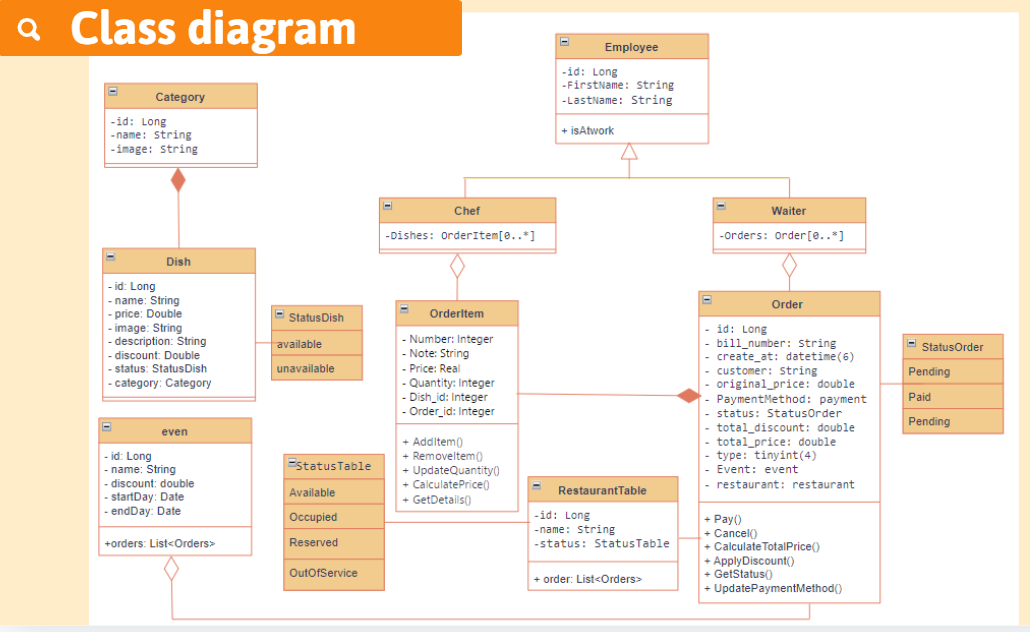 Class diagram
Employee
-id: Long
-FirstName: String
-LastName: String
+ isAtwork
Category
-id: Long
-name: String
-image: String
Chef
-Dishes: OrderItem[0..*]
Waiter
-Orders: Order[0..*]
Dish
- id: Long
- name: String
- price: Double
- image: String
- description: String
- discount: Double
- status: StatusDish
- category: Category
StatusDish
available
unavailable
OrderItem
- Number: Integer
- Note: String
- Price: Real
- Quantity: Integer
- Dish_id: Integer
- Order_id: Integer
+ AddItem()
+ RemoveItem()
+ UpdateQuantity()
+ CalculatePrice()
+ GetDetails()
Order
- id: Long
- bill_number: String
- create_at: datetime(6)
- customer: String
- original_price: double
- PaymentMethod: payment
- status: StatusOrder
- total_discount: double
- total_price: double
- type: tinyint(4)
- Event: event
- restaurant: restaurant
+ Pay()
+ Cancel()
+ CalculateTotalPrice()
+ ApplyDiscount()
+ GetStatus()
+ UpdatePaymentMethod()
StatusOrder
Pending
Paid
Pending
even
- id: Long
- name: String
- discount: double
- startDay: Date
- endDay: Date
+orders: List<Orders>
StatusTable
Available
Occupied
Reserved
OutOfService
RestaurantTable
-id: Long
-name: String
-status: StatusTable
+ order: List<Orders>